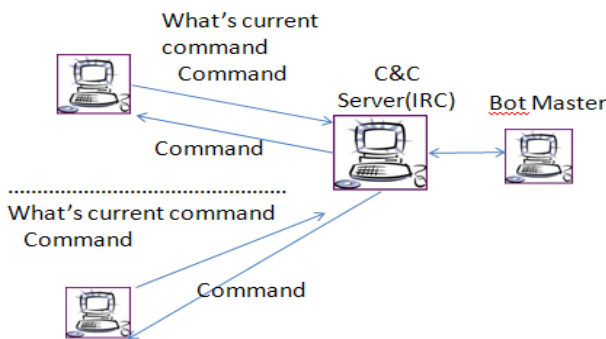 What's current
command
Command
C&C
Server(IRC)
Bot Master
Command
What's current command
Command
Command